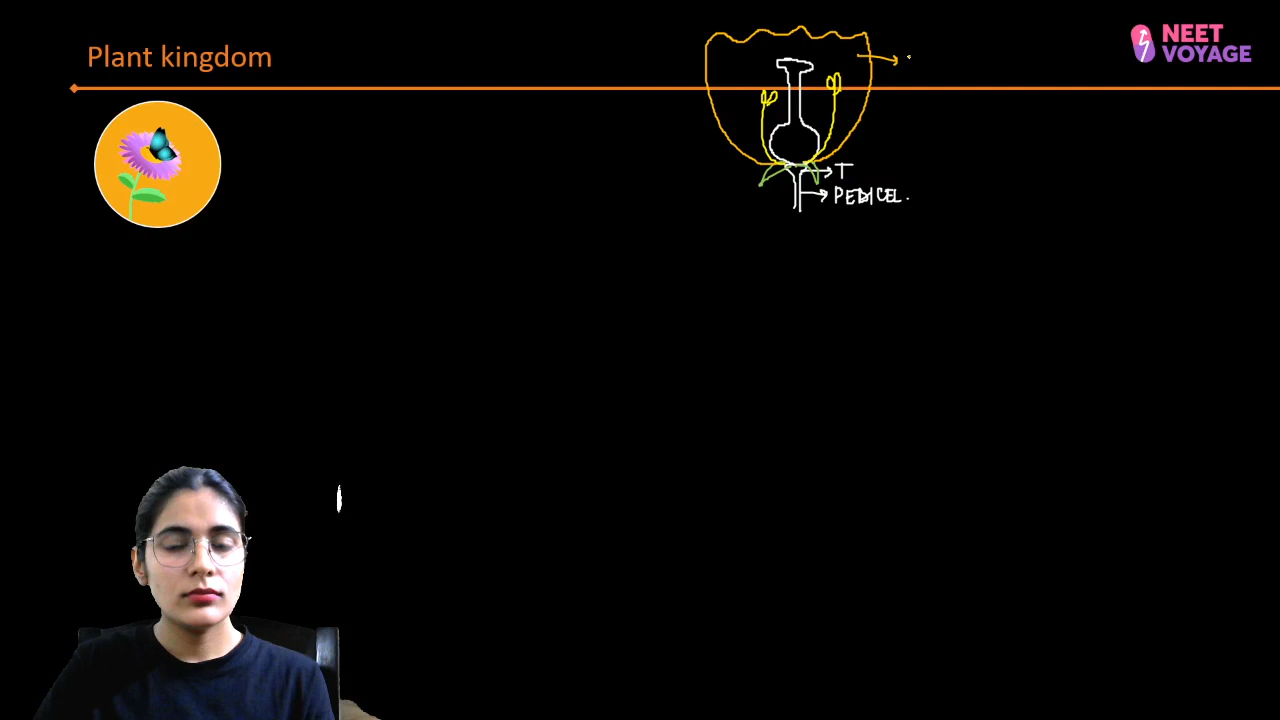 Plant kingdom
NEET
VOYAGE
T
PEDICEL.